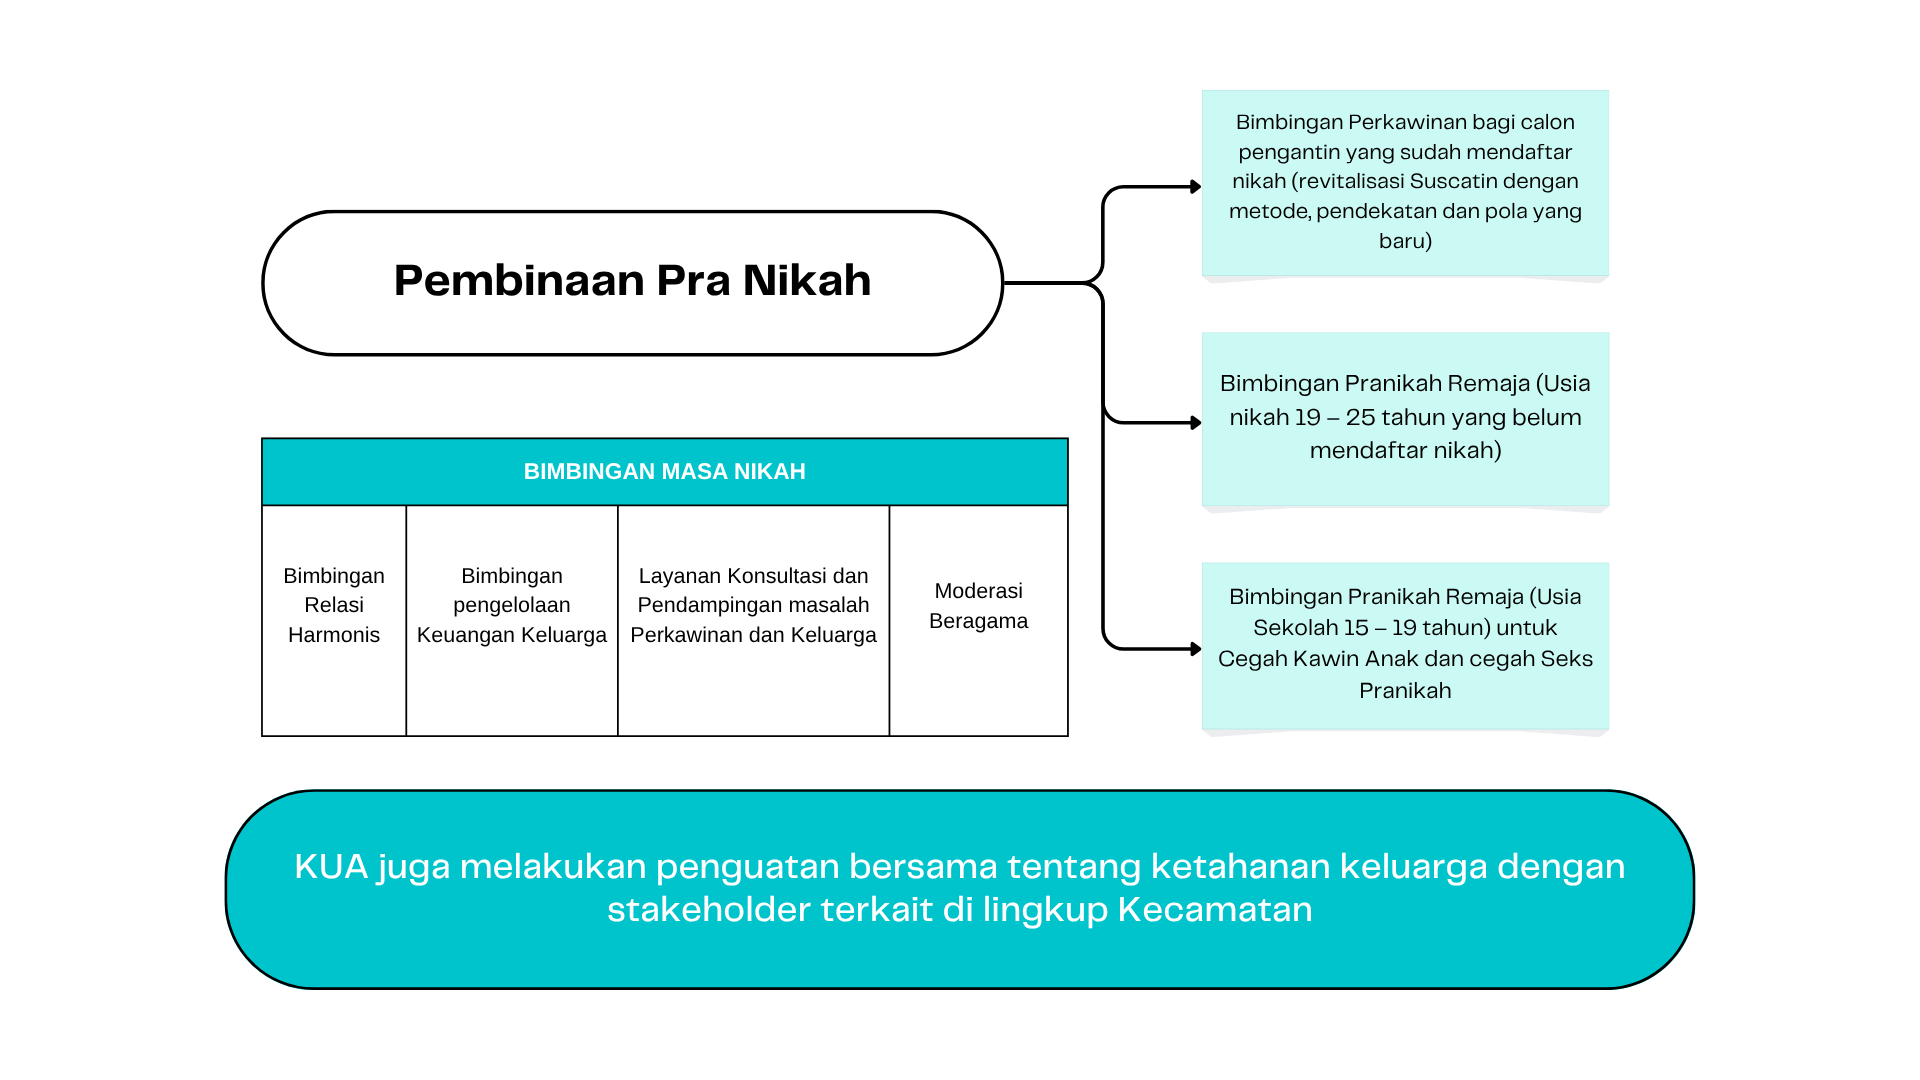 Pembinaan Pra Nikah
Bimbingan Perkawinan bagi calon
pengantin yang sudah mendaftar
nikah (revitalisasi Suscatin dengan
metode, pendekatan dan pola yang
baru)
Bimbingan Pranikah Remaja (Usia
nikah 19 – 25 tahun yang belum
mendaftar nikah)
Bimbingan Pranikah Remaja (Usia
Sekolah 15 – 19 tahun) untuk
Cegah Kawin Anak dan cegah Seks
Pranikah
BIMBINGAN MASA NIKAH
Bimbingan
Relasi
Harmonis
Bimbingan
pengelolaan
Keuangan Keluarga
Layanan Konsultasi dan
Pendampingan masalah
Perkawinan dan Keluarga
Moderasi
Beragama
KUA juga melakukan penguatan bersama tentang ketahanan keluarga dengan
stakeholder terkait di lingkup Kecamatan